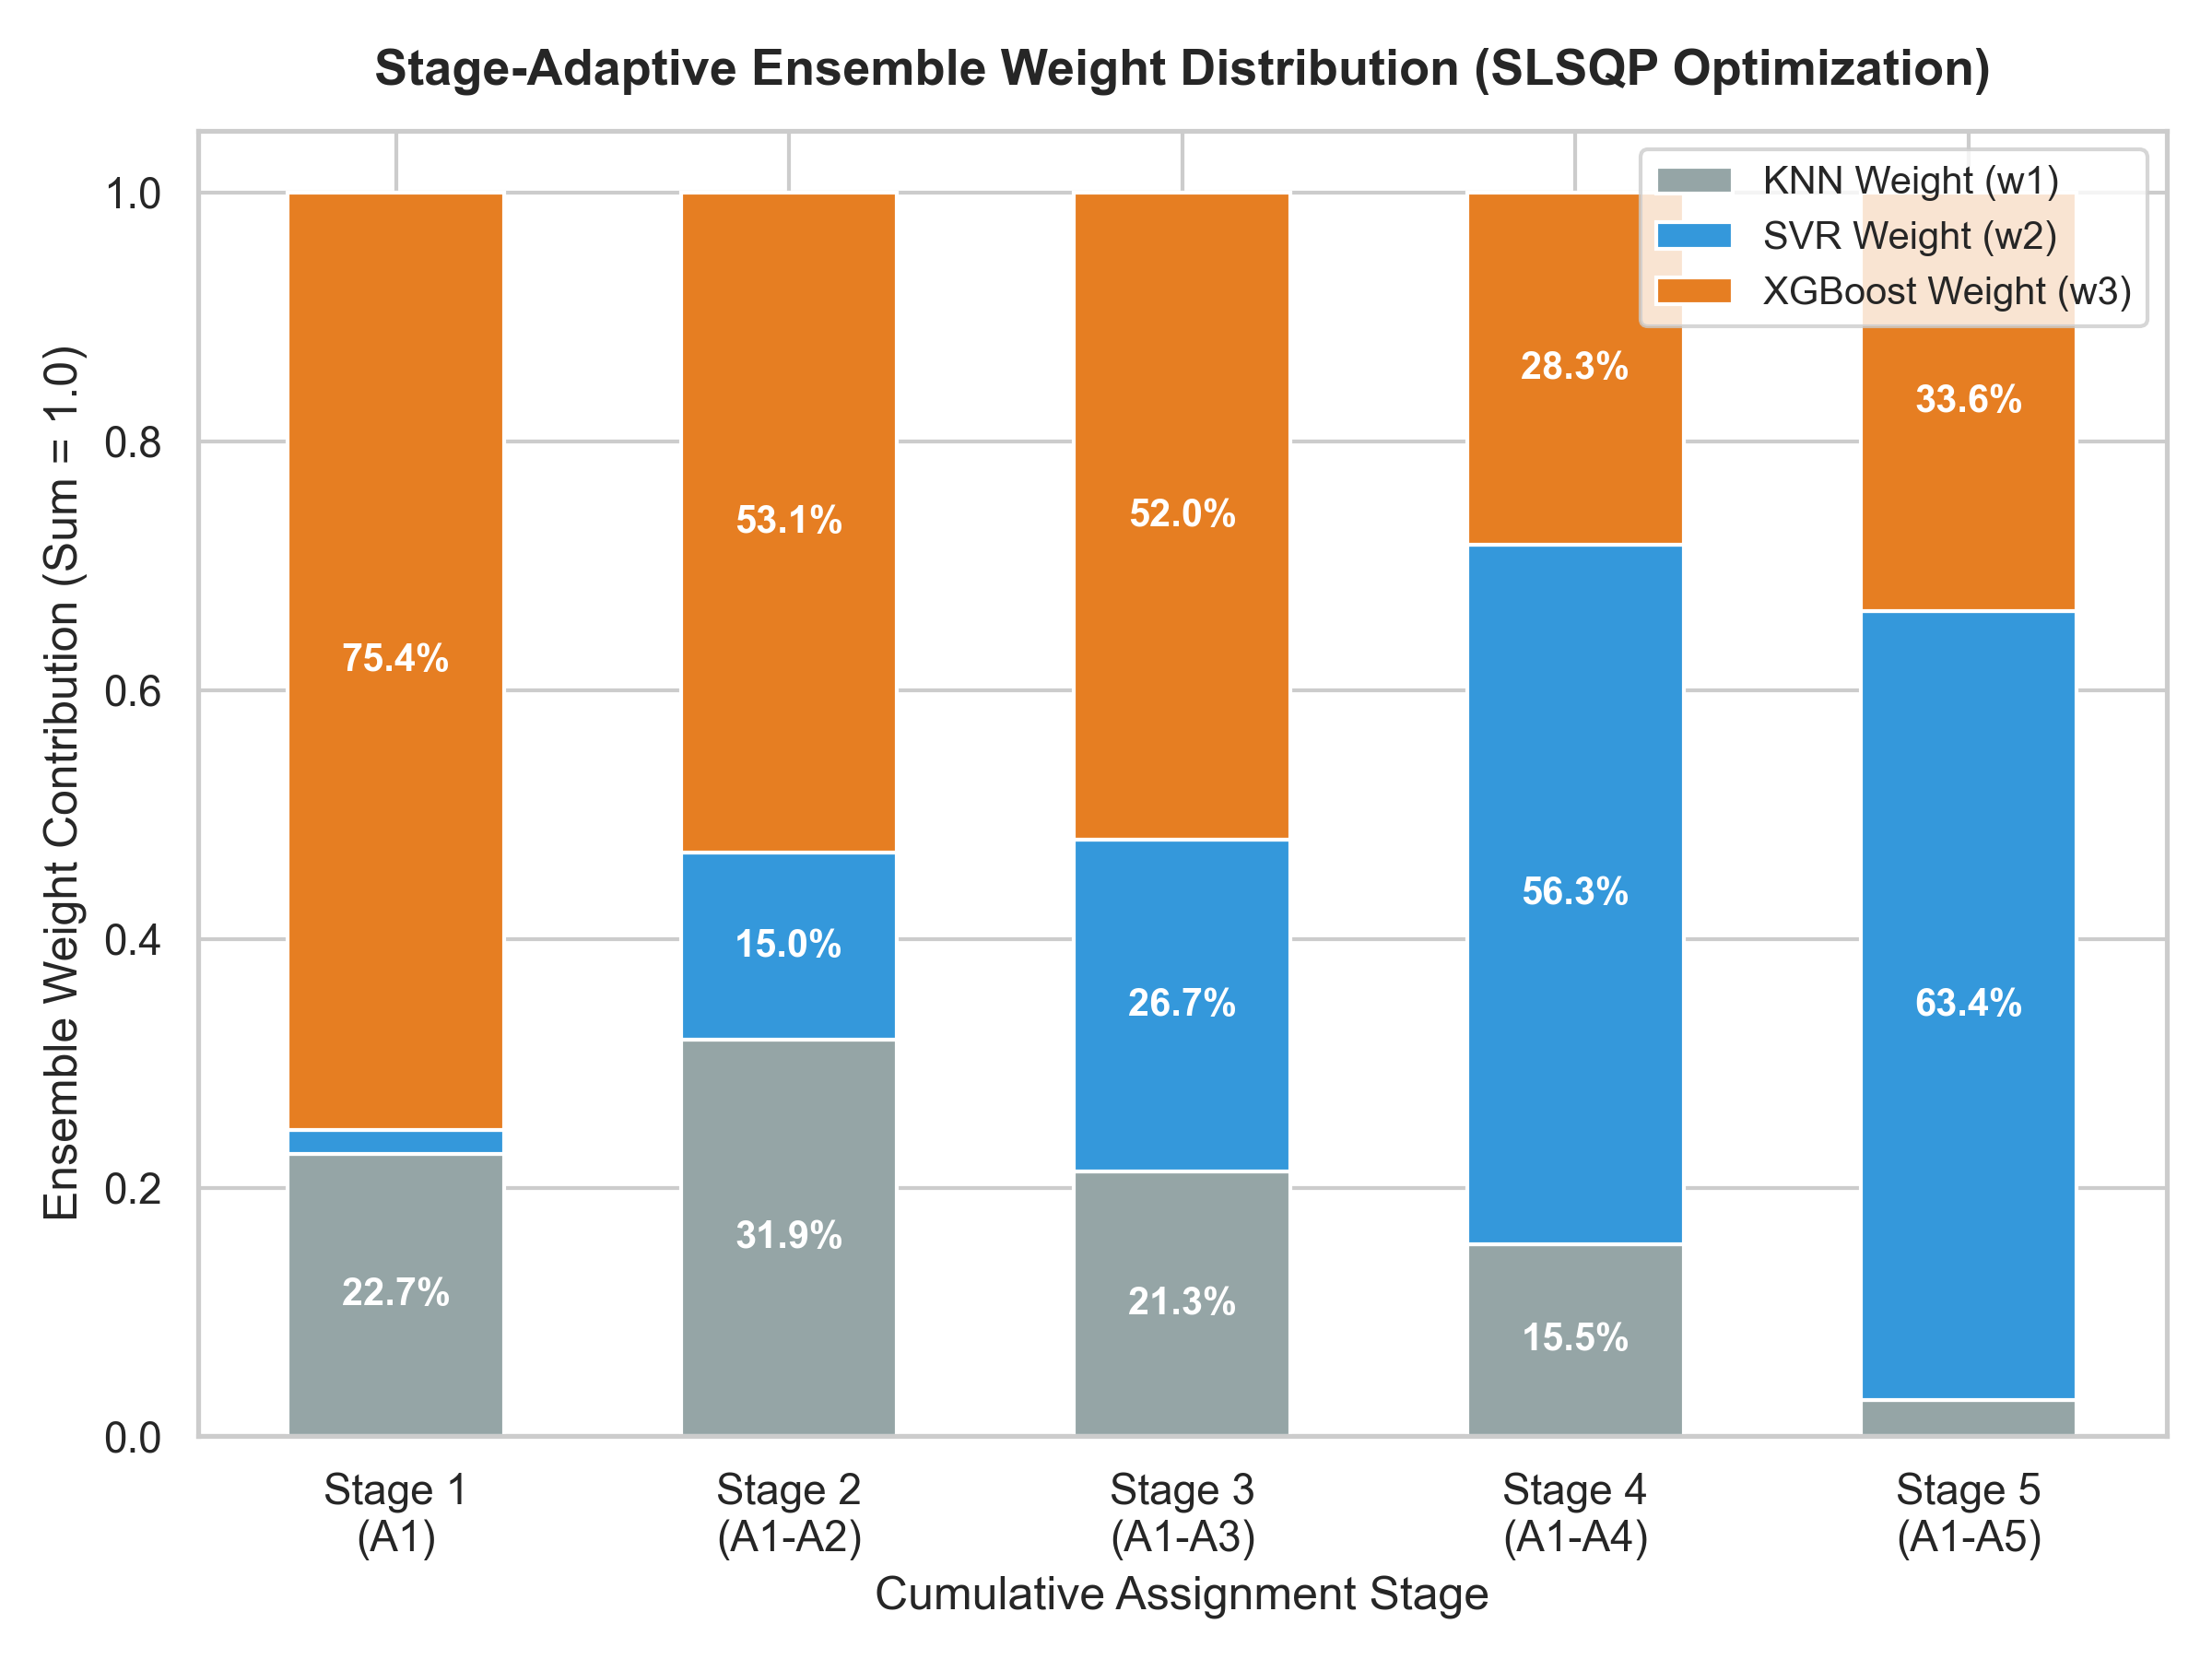 Stage-Adaptive Ensemble Weight Distribution (SLSQP Optimization)
Ensemble Weight Contribution (Sum = 1.0)
1.0
0.8
0.6
0.4
0.2
0.0
KNN Weight (w1)
SVR Weight (w2)
XGBoost Weight (w3)
75.4%
22.7%
53.1%
15.0%
31.9%
52.0%
26.7%
21.3%
28.3%
56.3%
15.5%
33.6%
63.4%
Stage 1
(A1)
Stage 2
(A1-A2)
Stage 3
(A1-A3)
Stage 4
(A1-A4)
Stage 5
(A1-A5)
Cumulative Assignment Stage